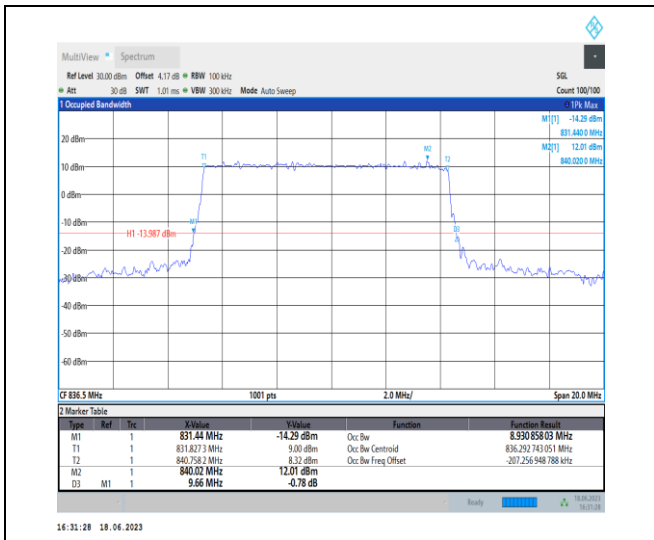 MultiView Spectrum
Ref Level 30.00 dBm Offset 4.17 dB RBW 100 kHz SGL
Att 30 dB SWT 1.01 ms VBW 300 kHz Mode Auto Sweep Count 100/100
1 Occupied Bandwidth 1Pk Max
M1[1] -14.29 dBm
831.440 0 MHz
20 dBm
M2[1] 12.01 dBm
840.020 0 MHz
T1 M2 T2
10 dBm
0 dBm
-10 dBm
M1
H1 -13.987 dBm
D3
-20 dBm
-30 dBm
-40 dBm
-50 dBm
-60 dBm
CF 836.5 MHz 1001 pts 2.0 MHz/ Span 20.0 MHz
2 Marker Table
Type Ref Trc X-Value Y-Value Function Function Result
M1 1 831.44 MHz -14.29 dBm Occ Bw 8.930 858 03 MHz
T1 1 831.827 3 MHz 9.00 dBm Occ Bw Centroid 836.292 743 051 MHz
T2 1 840.758 2 MHz 8.32 dBm Occ Bw Freq Offset -207.256 948 788 kHz
M2 1 840.02 MHz 12.01 dBm
D3 M1 1 9.66 MHz -0.78 dB
Ready 18.06.2023
16:31:28
16:31:28 18.06.2023